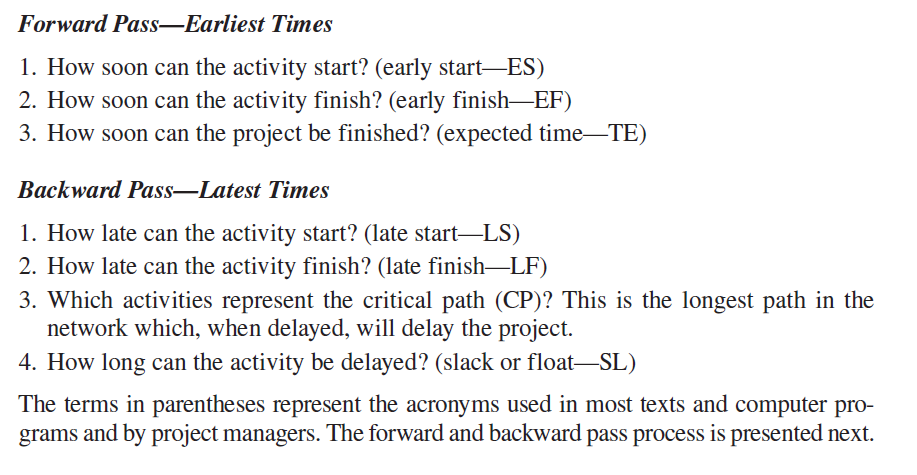 Forward Pass—Earliest Times
1. How soon can the activity start? (early start—ES)
2. How soon can the activity finish? (early finish—EF)
3. How soon can the project be finished? (expected time—TE)
Backward Pass—Latest Times
1. How late can the activity start? (late start—LS)
2. How late can the activity finish? (late finish—LF)
3. Which activities represent the critical path (CP)? This is the longest path in the
network which, when delayed, will delay the project.
4. How long can the activity be delayed? (slack or float—SL)
The terms in parentheses represent the acronyms used in most texts and computer pro-
grams and by project managers. The forward and backward pass process is presented next.